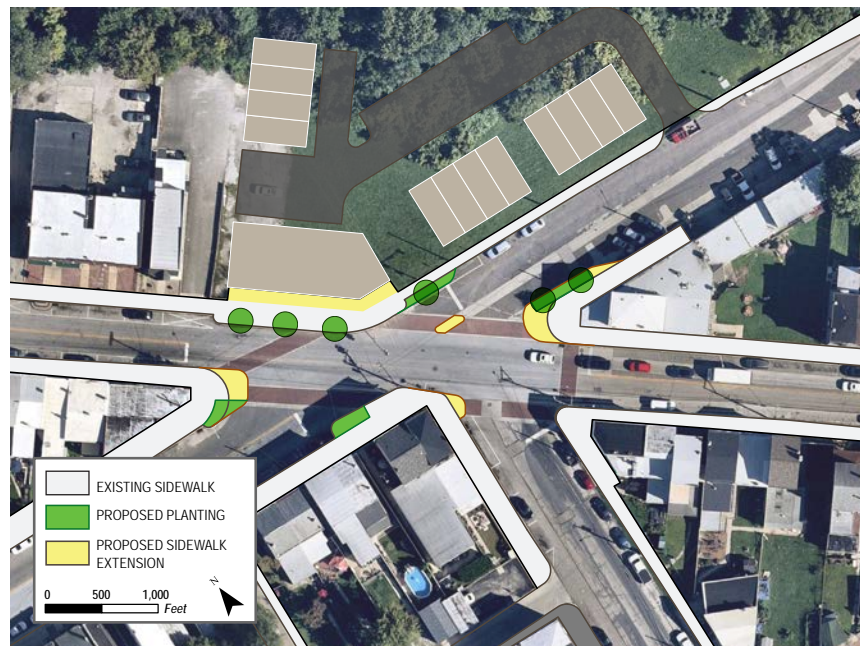 EXISTING SIDEWALK
PROPOSED PLANTING
PROPOSED SIDEWALK
EXTENSION
N
0 500 1,000
Feet